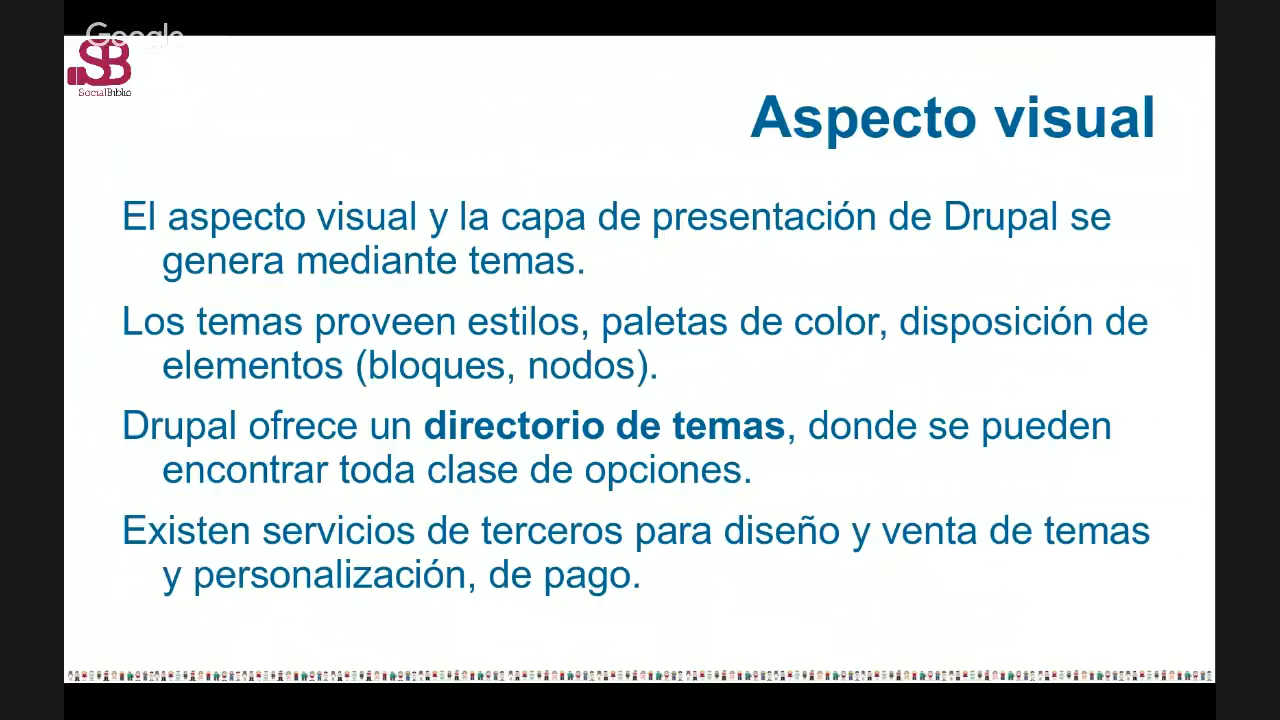 Google
SB
SocialBiblio
Aspecto visual
El aspecto visual y la capa de presentación de Drupal se
genera mediante temas.
Los temas proveen estilos, paletas de color, disposición de
elementos (bloques, nodos).
Drupal ofrece un directorio de temas, donde se pueden
encontrar toda clase de opciones.
Existen servicios de terceros para diseño y venta de temas
y personalización, de pago.